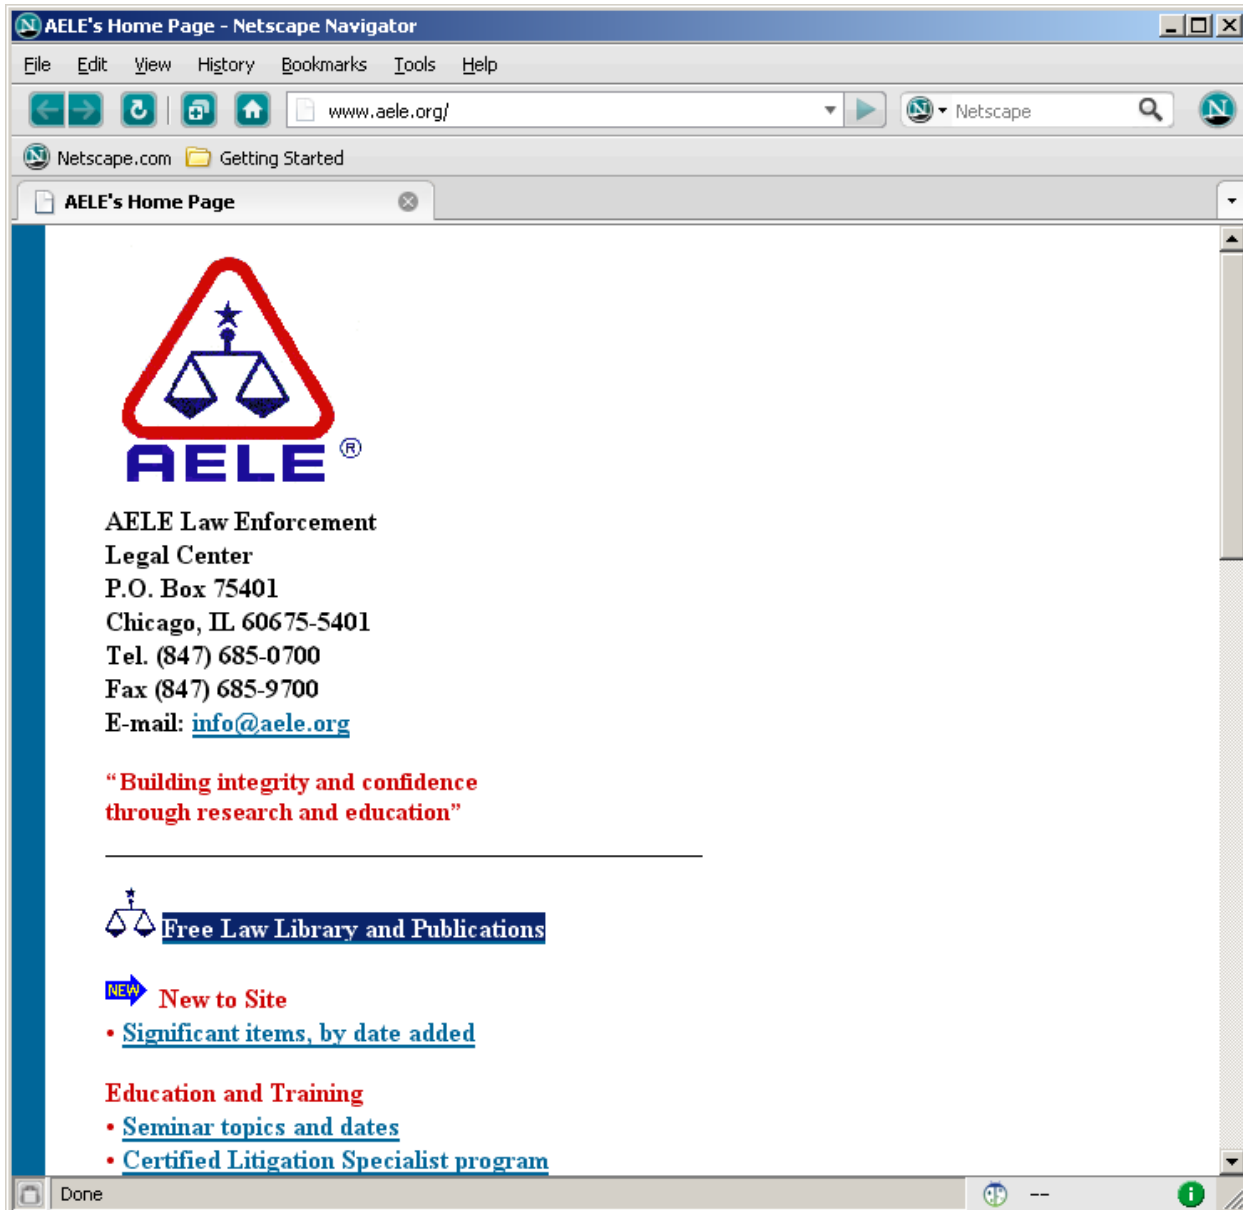 AELE's Home Page - Netscape Navigator
File Edit View History Bookmarks Tools Help
www.aele.org/ Netscape N
Netscape.com Getting Started
AELE's Home Page
AELE ®
AELE Law Enforcement
Legal Center
P.O. Box 75401
Chicago, IL 60675-5401
Tel. (847) 685-0700
Fax (847) 685-9700
E-mail: info@aele.org
“Building integrity and confidence
through research and education”
Free Law Library and Publications
NEW New to Site
• Significant items, by date added
Education and Training
• Seminar topics and dates
• Certified Litigation Specialist program
Done --